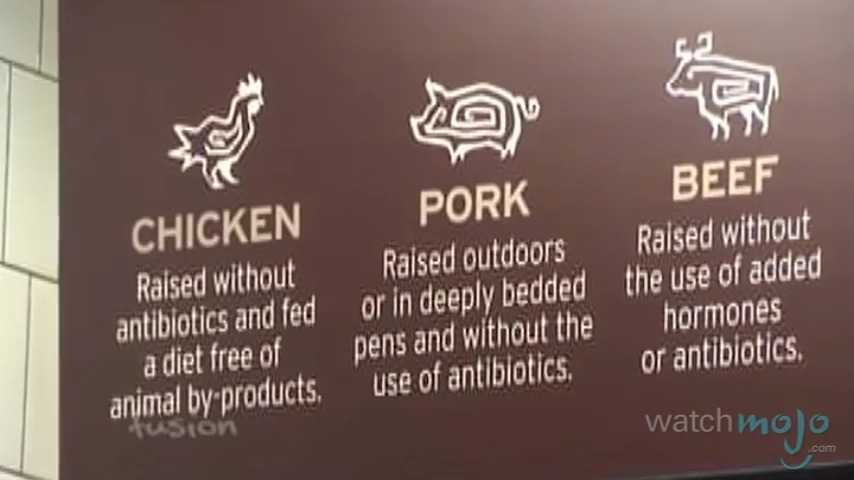 CHICKEN
Raised without
antibiotics and fed
a diet free of
animal by-products.
PORK
Raised outdoors
or in deeply bedded
pens and without the
use of antibiotics.
BEEF
Raised without
the use of added
hormones
or antibiotics.
fusion
watchmojo
.com